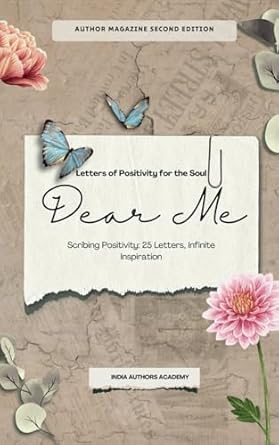 AUTHOR MAGAZINE SECOND EDITION
Letters of Positivity for the Soul
Dear Me
Scribing Positivity: 25 Letters, Infinite
Inspiration
INDIA AUTHORS ACADEMY